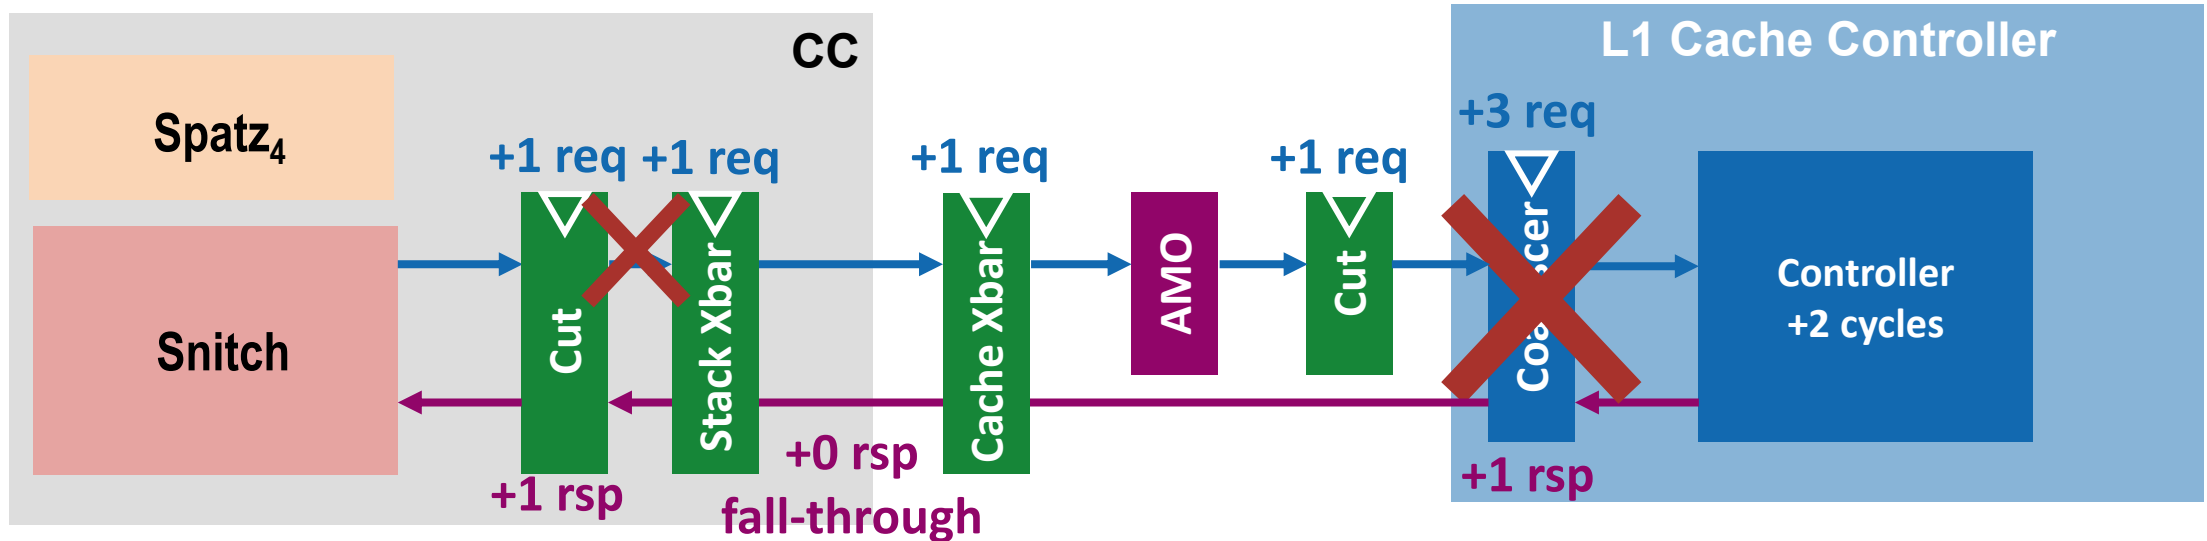 CC
L1 Cache Controller
Spatz4
Snitch
+1 req
+1 req
+1 req
+1 req
+3 req
Cut
Stack Xbar
Cache Xbar
AMO
Cut
Controller
+2 cycles
+1 rsp
+0 rsp
fall-through
+1 rsp